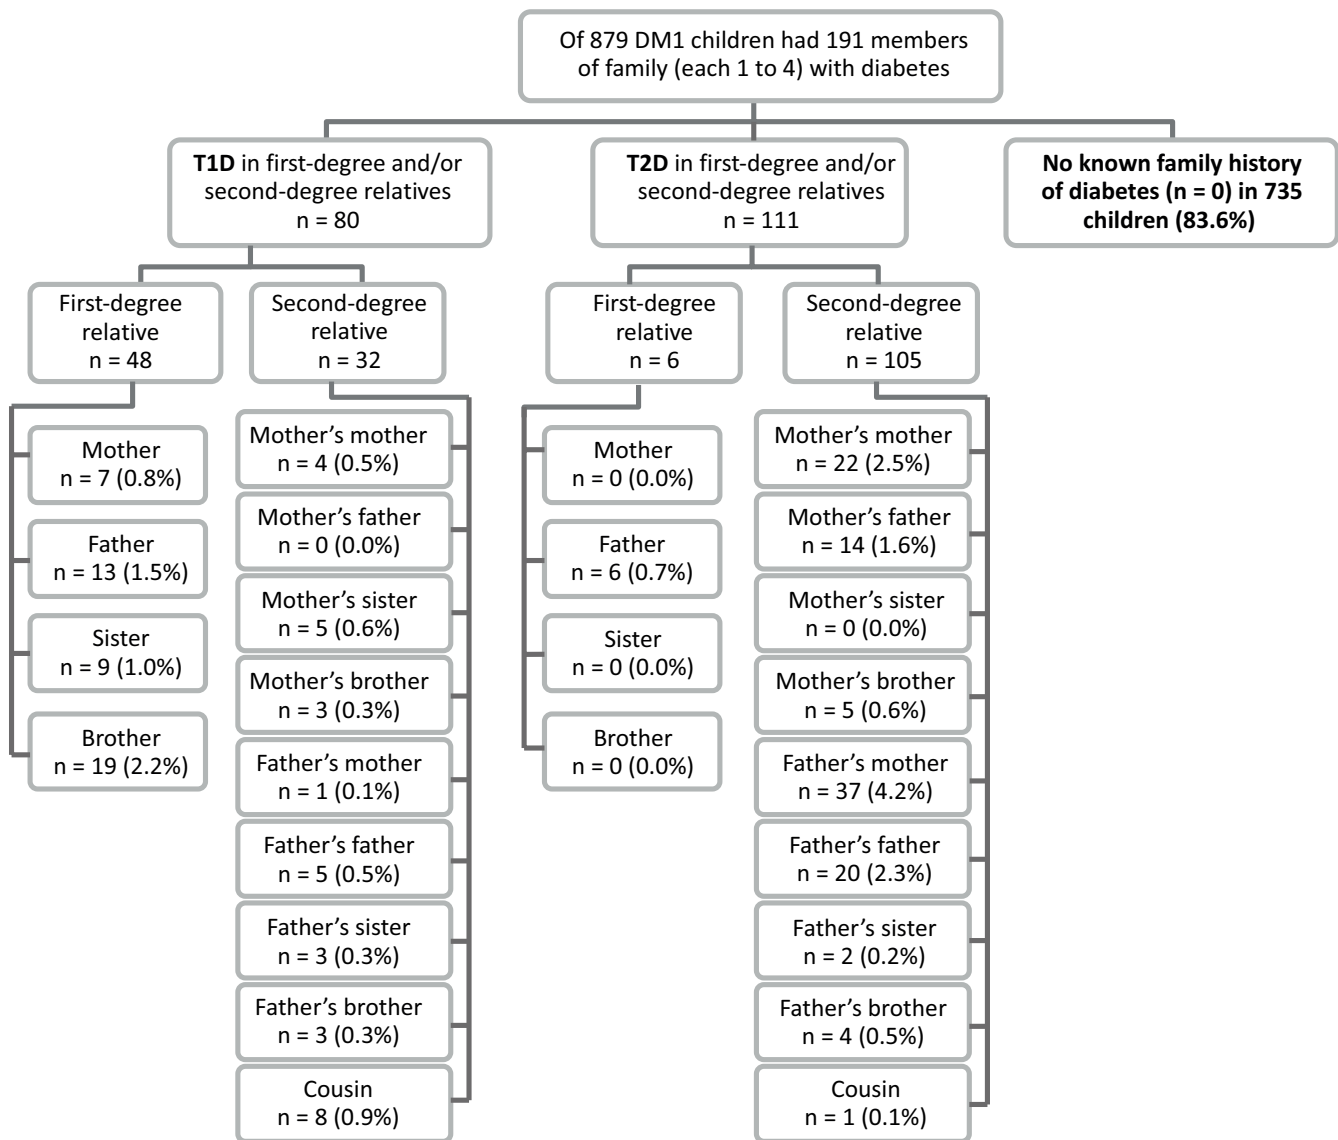 Of 879 DM1 children had 191 members
of family (each 1 to 4) with diabetes
T1D in first-degree and/or
second-degree relatives
n = 80
T2D in first-degree and/or
second-degree relatives
n = 111
No known family history
of diabetes (n = 0) in 735
children (83.6%)
First-degree
relative
n = 48
Second-degree
relative
n = 32
First-degree
relative
n = 6
Second-degree
relative
n = 105
Mother
n = 7 (0.8%)
Father
n = 13 (1.5%)
Sister
n = 9 (1.0%)
Brother
n = 19 (2.2%)
Mother’s mother
n = 4 (0.5%)
Mother’s father
n = 0 (0.0%)
Mother’s sister
n = 5 (0.6%)
Mother’s brother
n = 3 (0.3%)
Father’s mother
n = 1 (0.1%)
Father’s father
n = 5 (0.5%)
Father’s sister
n = 3 (0.3%)
Father’s brother
n = 3 (0.3%)
Cousin
n = 8 (0.9%)
Mother
n = 0 (0.0%)
Father
n = 6 (0.7%)
Sister
n = 0 (0.0%)
Brother
n = 0 (0.0%)
Mother’s mother
n = 22 (2.5%)
Mother’s father
n = 14 (1.6%)
Mother’s sister
n = 0 (0.0%)
Mother’s brother
n = 5 (0.6%)
Father’s mother
n = 37 (4.2%)
Father’s father
n = 20 (2.3%)
Father’s sister
n = 2 (0.2%)
Father’s brother
n = 4 (0.5%)
Cousin
n = 1 (0.1%)